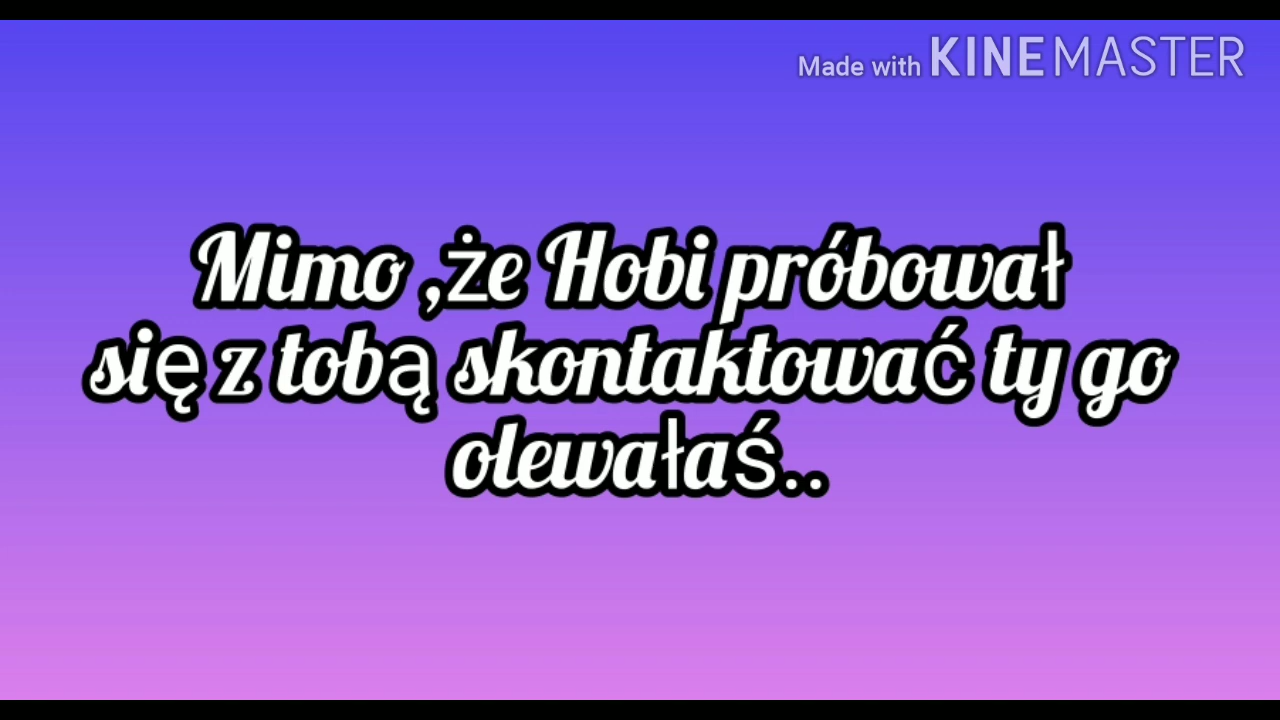 Made with KINEMASTER
Mimo ,że Hobi próbował
się z tobą skontaktować ty go
olewałaś..